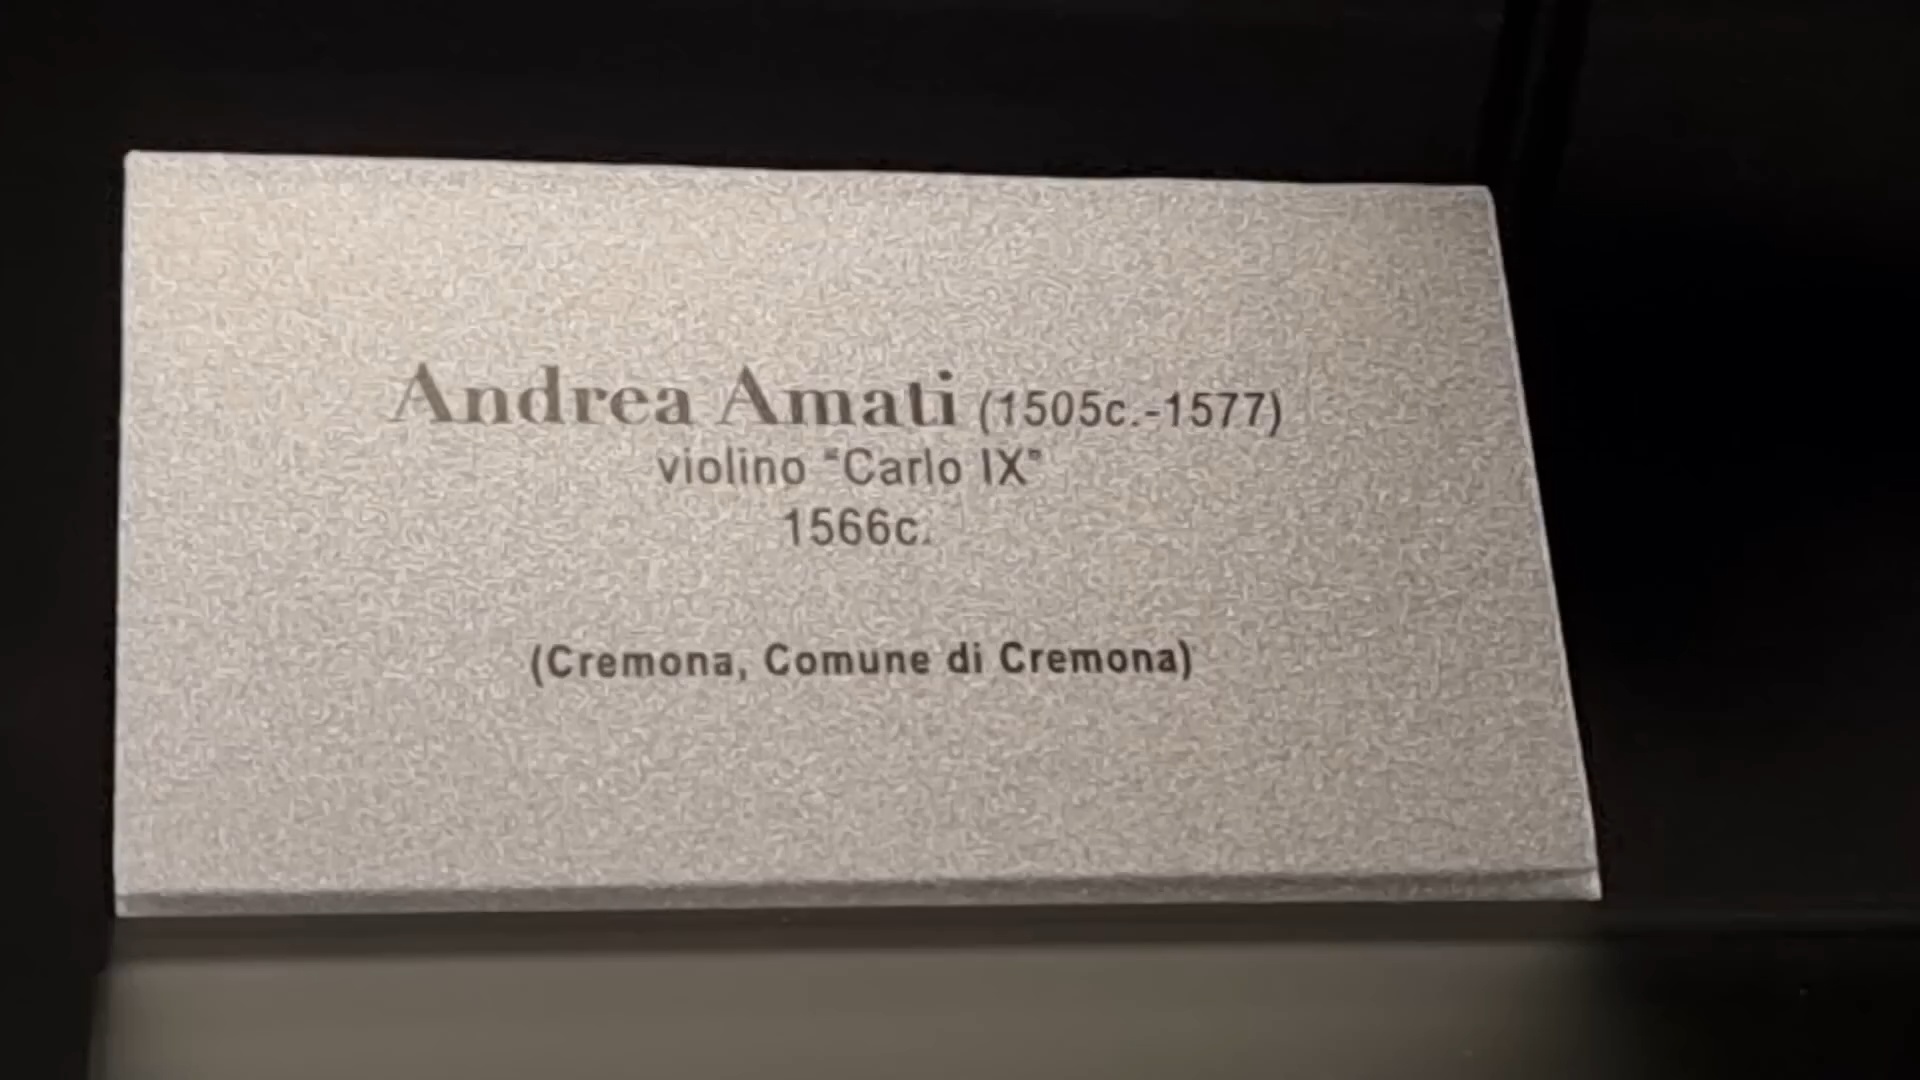 Andrea Amati (1505c.-1577)
violino "Carlo IX"
1566c.
(Cremona, Comune di Cremona)